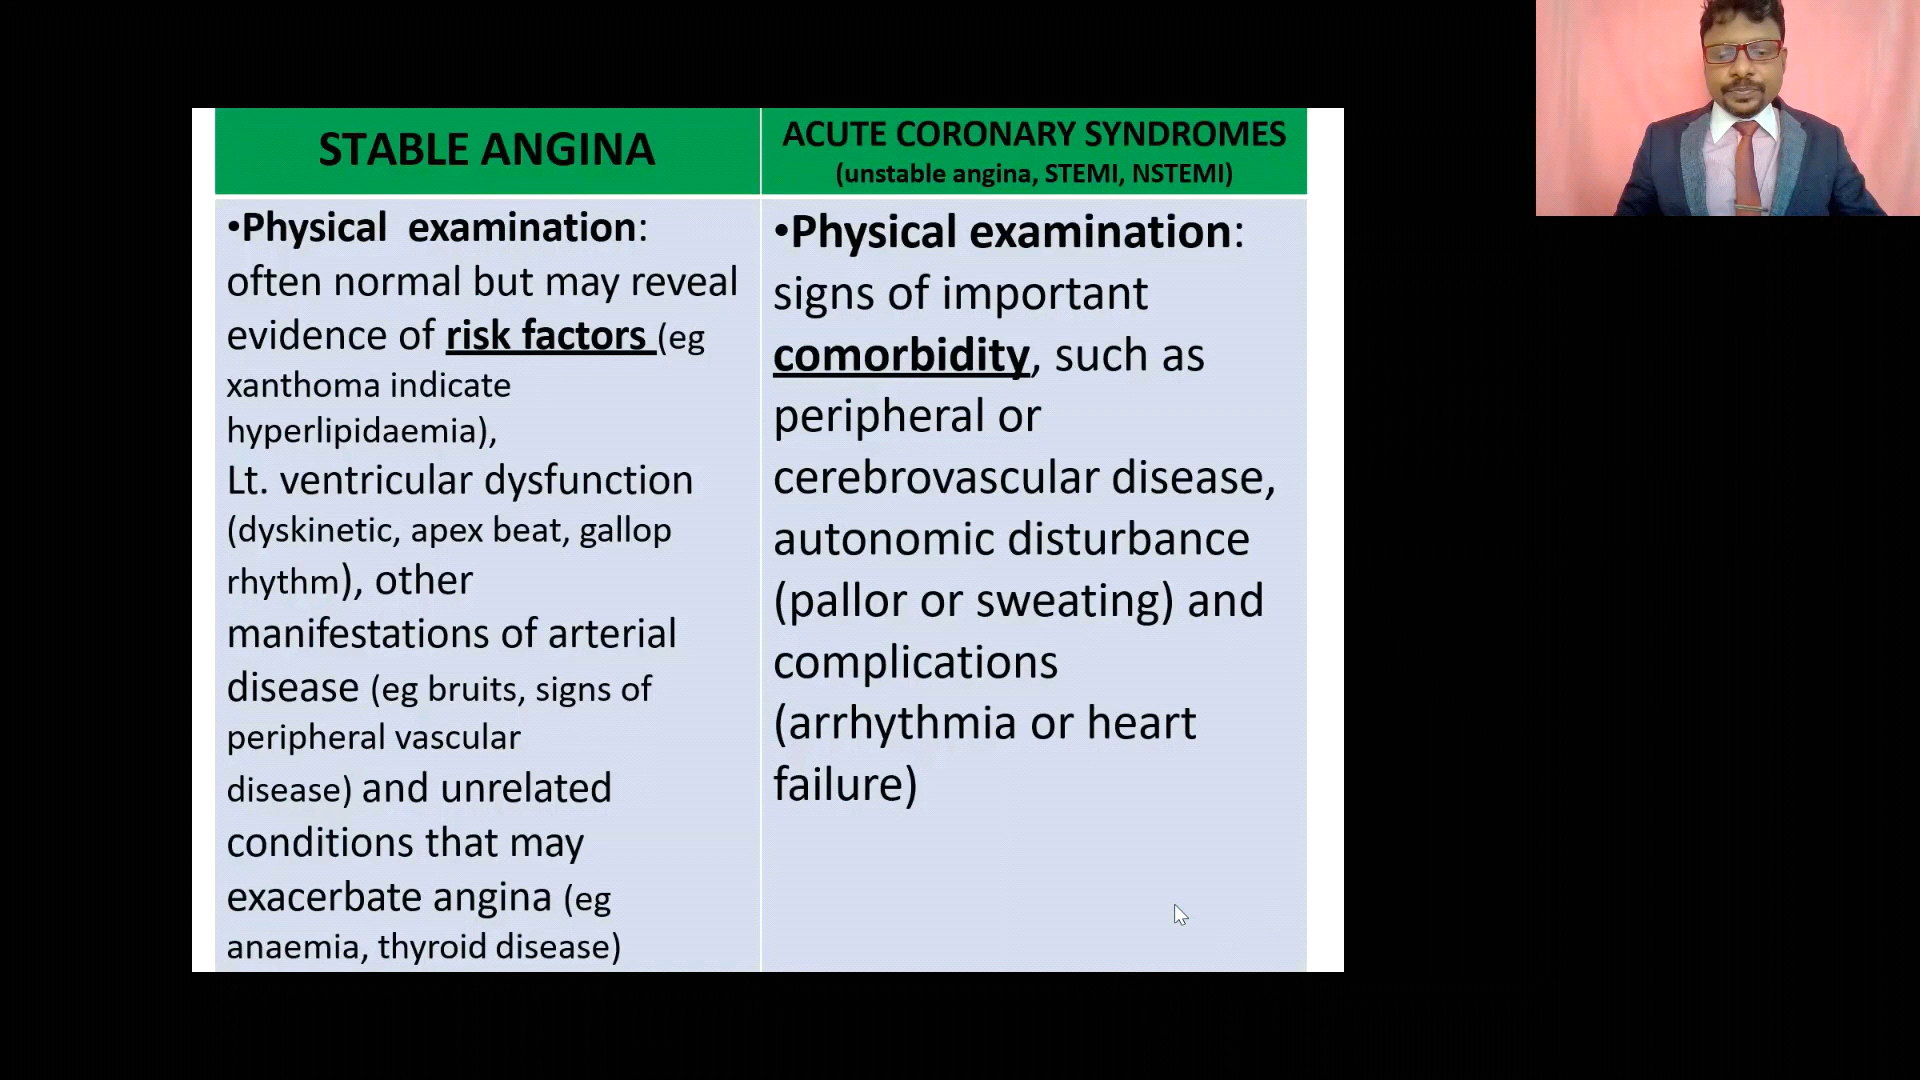 STABLE ANGINA
•Physical examination:
often normal but may reveal
evidence of risk factors (eg
xanthoma indicate
hyperlipidaemia),
Lt. ventricular dysfunction
(dyskinetic, apex beat, gallop
rhythm), other
manifestations of arterial
disease (eg bruits, signs of
peripheral vascular
disease) and unrelated
conditions that may
exacerbate angina (eg
anaemia, thyroid disease)
ACUTE CORONARY SYNDROMES
(unstable angina, STEMI, NSTEMI)
•Physical examination:
signs of important
comorbidity, such as
peripheral or
cerebrovascular disease,
autonomic disturbance
(pallor or sweating) and
complications
(arrhythmia or heart
failure)